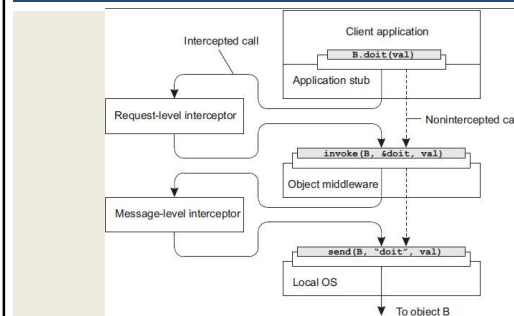 Client application
Intercepted call
B.doit(val)
Application stub
Request-level interceptor
Nonintercepted ca
invoke(B, &doit, val)
Object middleware
Message-level interceptor
send(B, "doit", val)
Local OS
To object B